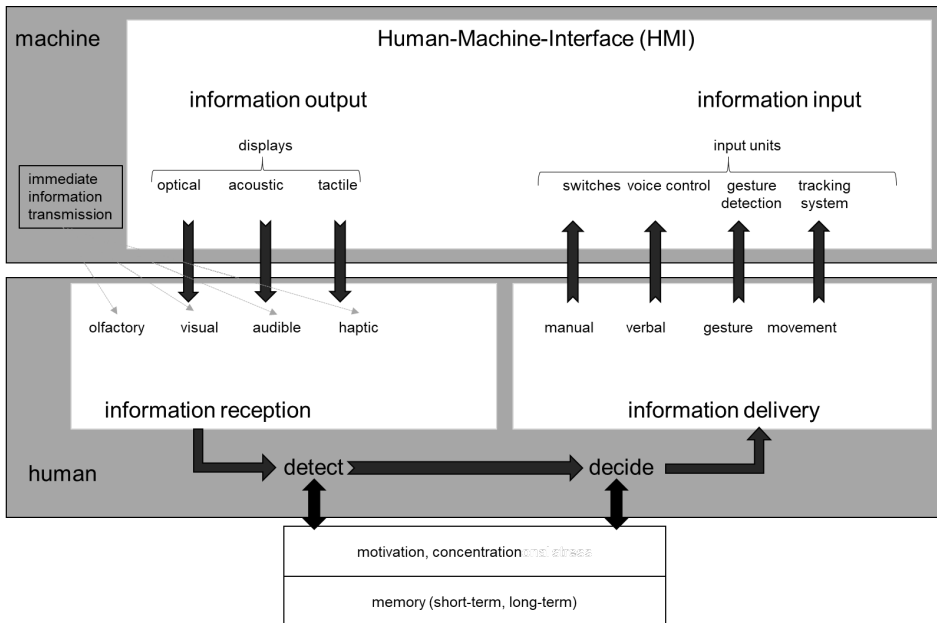 machine
Human-Machine-Interface (HMI)
information output
information input
displays
input units
immediate
information
transmission
optical
acoustic
tactile
switches
voice control
gesture
detection
tracking
system
olfactory
visual
audible
haptic
manual
verbal
gesture
movement
information reception
information delivery
human
detect
decide
motivation, concentration
stress
memory (short-term, long-term)